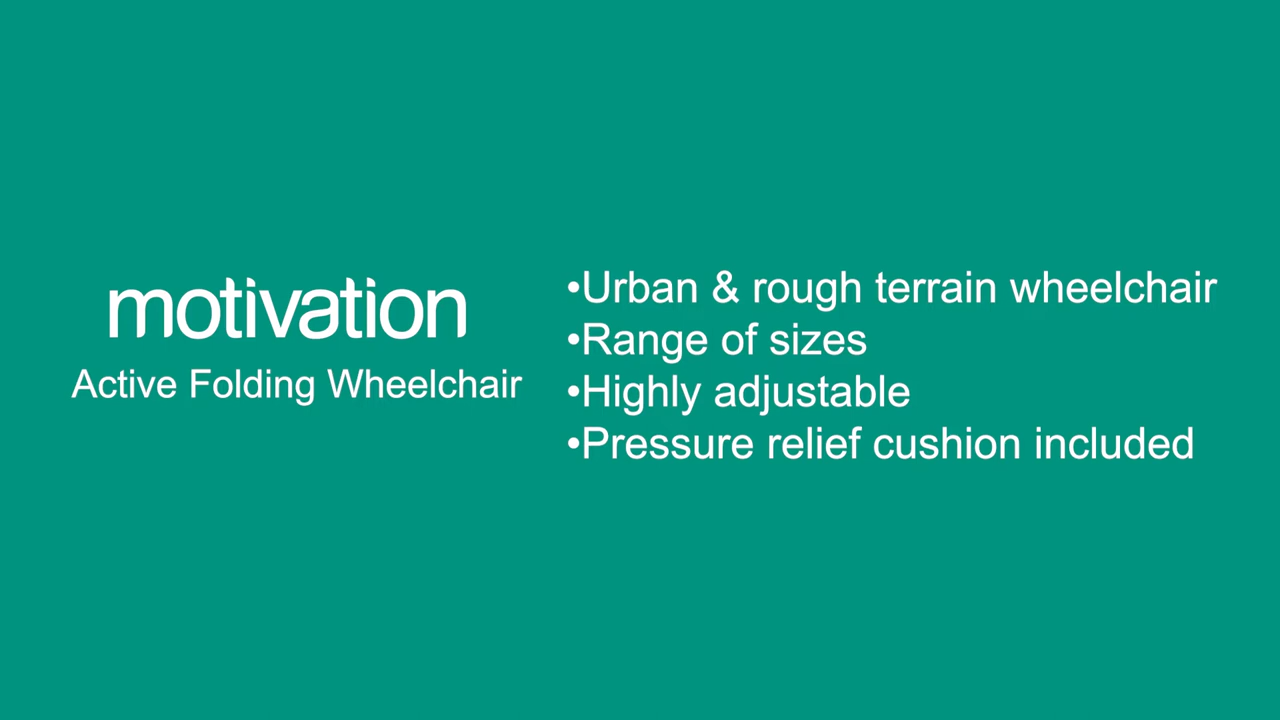 motivation
Active Folding Wheelchair
•Urban & rough terrain wheelchair
•Range of sizes
•Highly adjustable
•Pressure relief cushion included